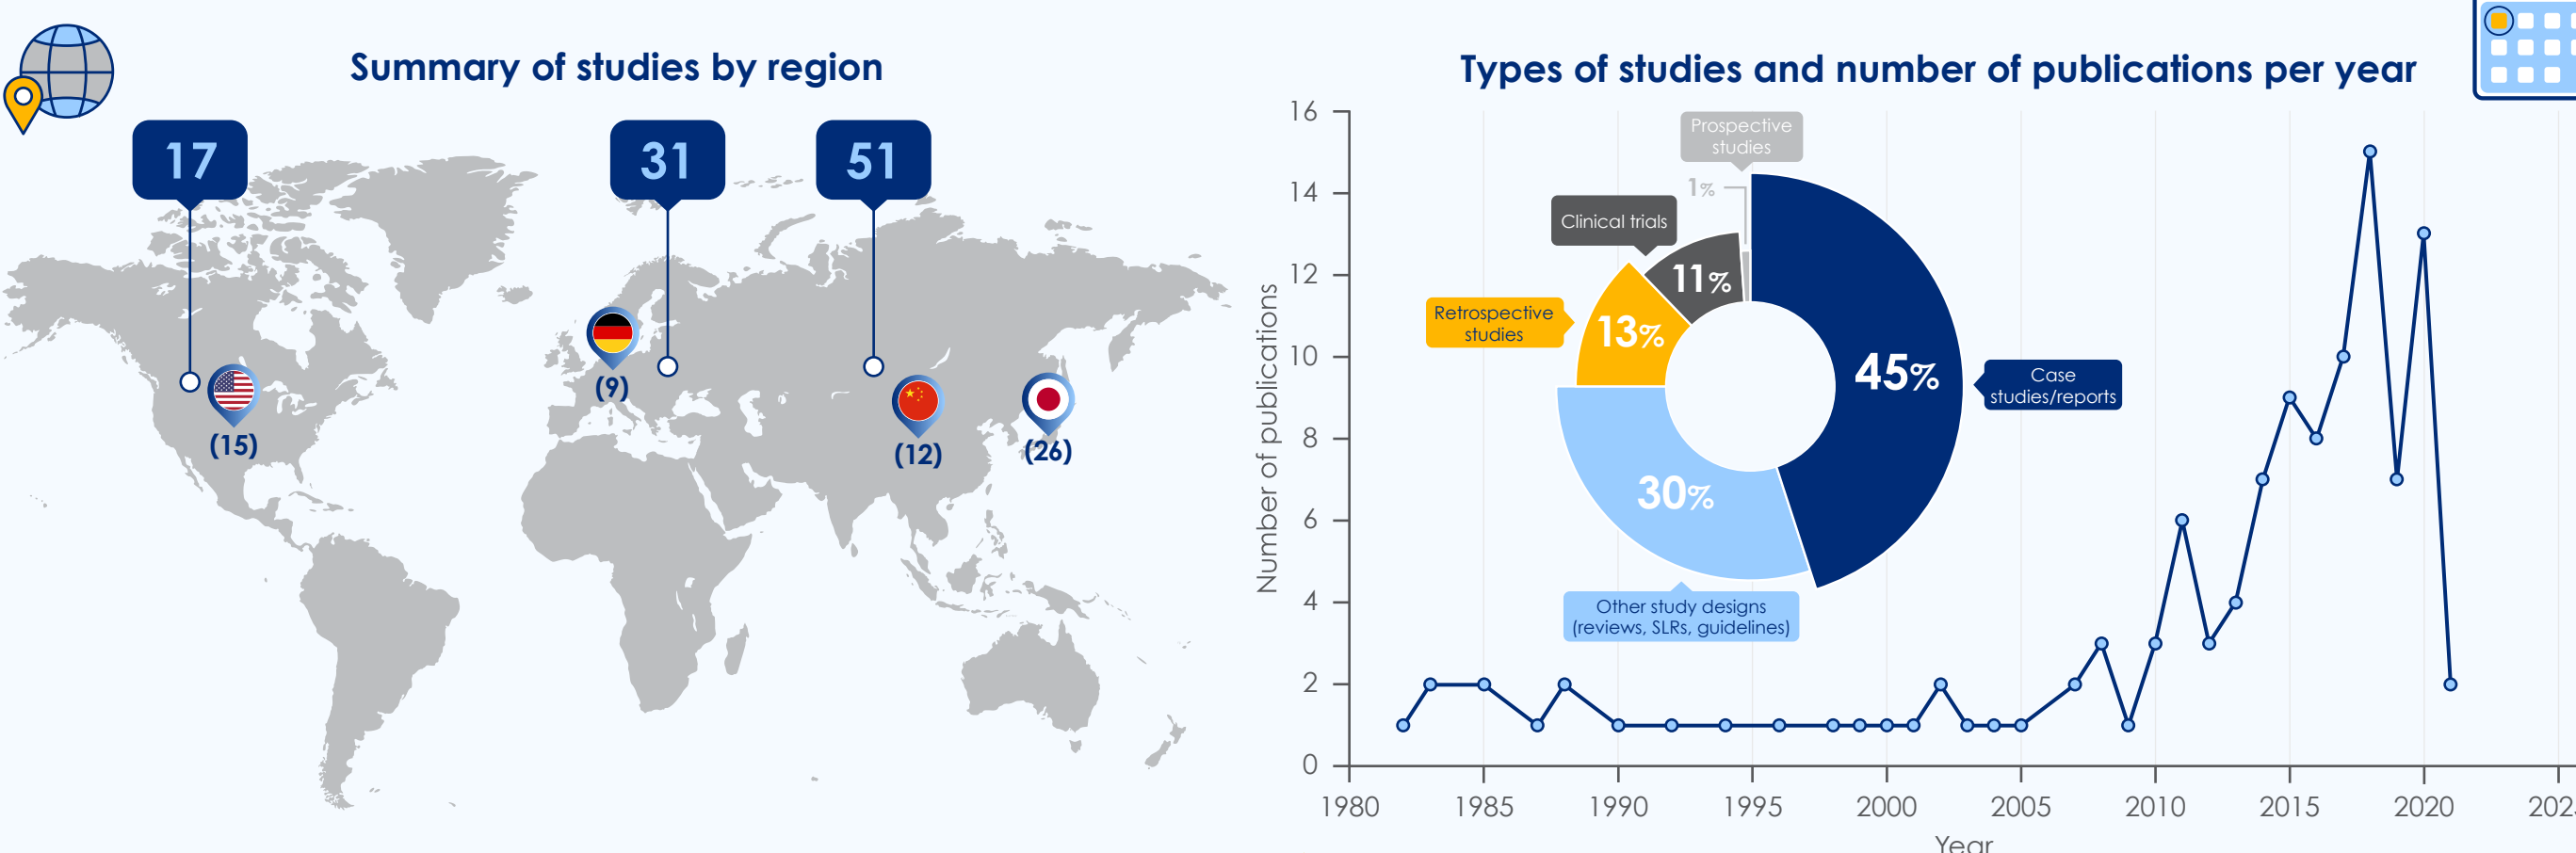 Summary of studies by region
17
31
51
(15)
(9)
(12)
(26)
Types of studies and number of publications per year
Number of publications
16
14
12
10
8
6
4
2
0
1980
1985
1990
1995
2000
2005
2010
2015
2020
Year
Prospective
studies
1%
Clinical trials
11%
Retrospective
studies
13%
45%
Case
studies/reports
30%
Other study designs
(reviews, SLRs, guidelines)